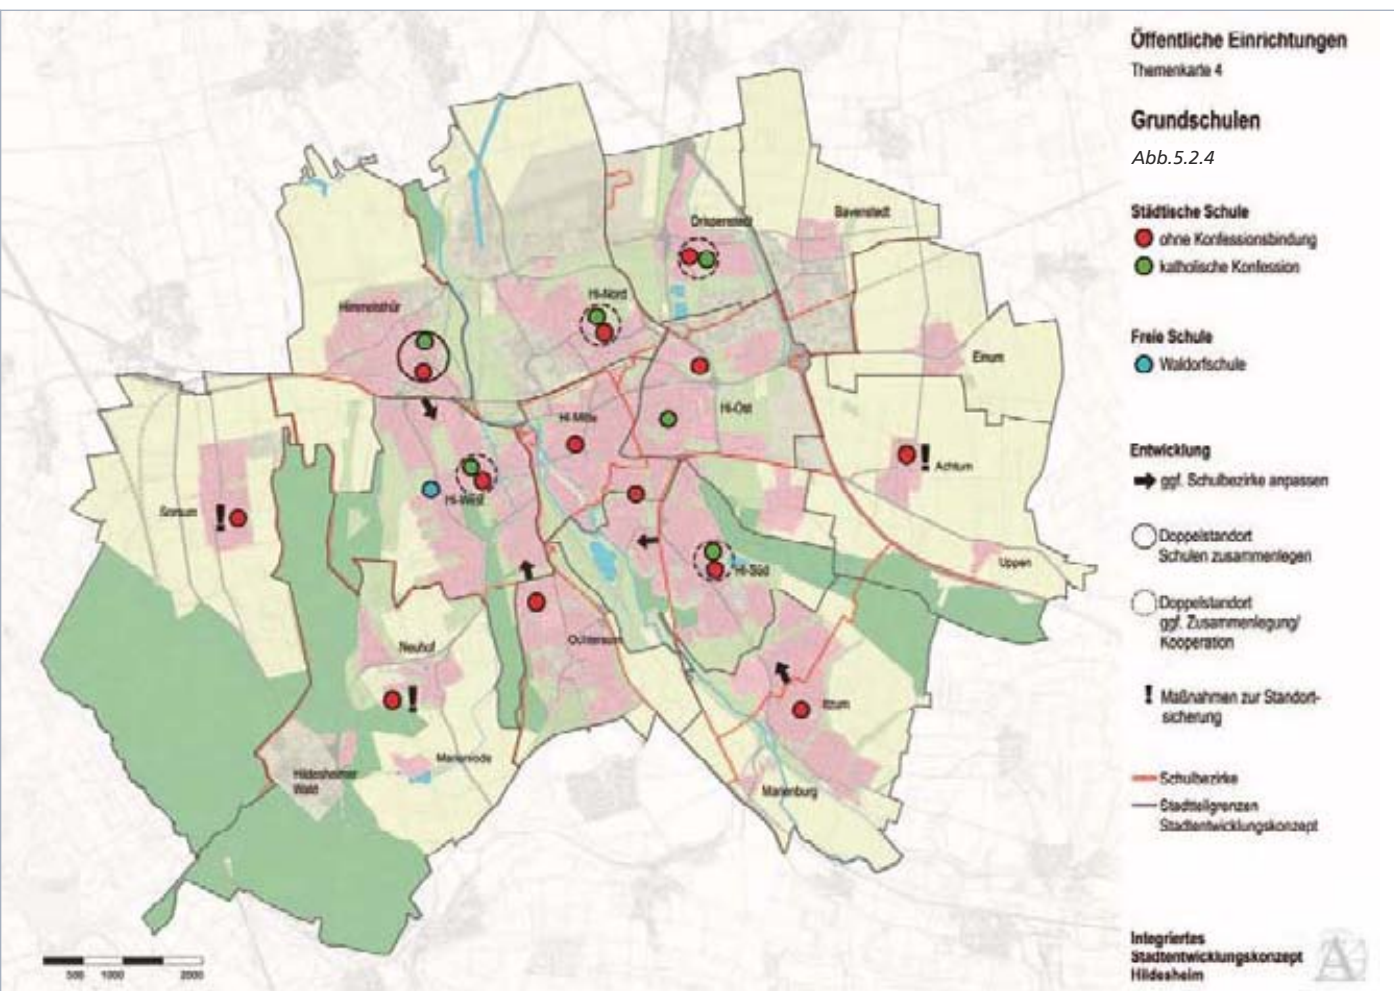 Öffentliche Einrichtungen
Themenkarte 4
Grundschulen
Abb.5.2.4
Städtische Schule
ohne Konfessionsbindung
katholische Konfession
Freie Schule
Waldorfschule
Entwicklung
ggf. Schulbezirke anpassen
Doppelstandort
Schulen zusammenlegen
Doppelstandort
ggf. Zusammenlegung/
Kooperation
! Maßnahmen zur Standort-
sicherung
Schulbezirke
Stadtteilgrenzen
Stadtentwicklungskonzept
Integriertes
Stadtentwicklungskonzept
Hildesheim
A
Drispenstedt
Bavenstedt
Hi-Nord
Himmelsthür
Einum
Hi-Ost
Hi-Mitte
! Achtum
Hi-West
Sorsum !
Uppen
Hi-Süd
Ochtersum
Neuhof
!
Itzum
Marienrode
Hildesheimer
Wald
Marienburg
500 1000 2000